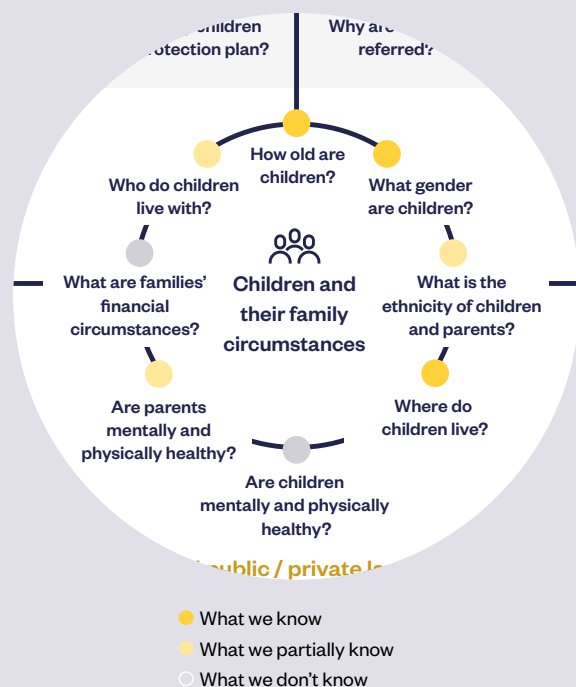 children
protection plan?
Why are
referred?
How old are
children?
Who do children
live with?
What gender
are children?
What are families'
financial
circumstances?
Children and
their family
circumstances
What is the
ethnicity of children
and parents?
Are parents
mentally and
physically healthy?
Where do
children live?
Are children
mentally and physically
healthy?
public / private
What we know
What we partially know
What we don't know